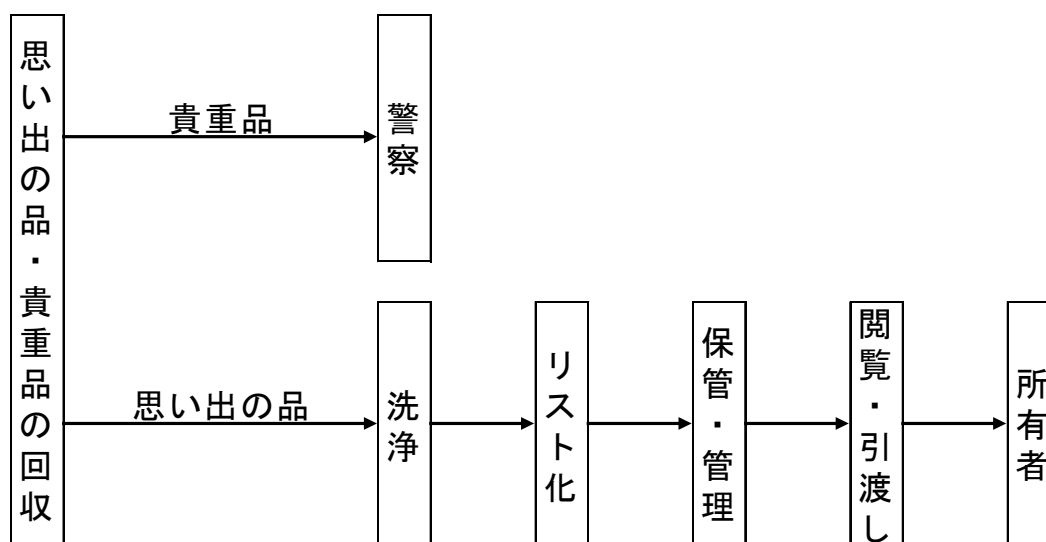 思い出の品・貴重品の回収
貴重品
警察
思い出の品
洗浄
リスト化
保管・管理
閲覧・引渡し
所有者